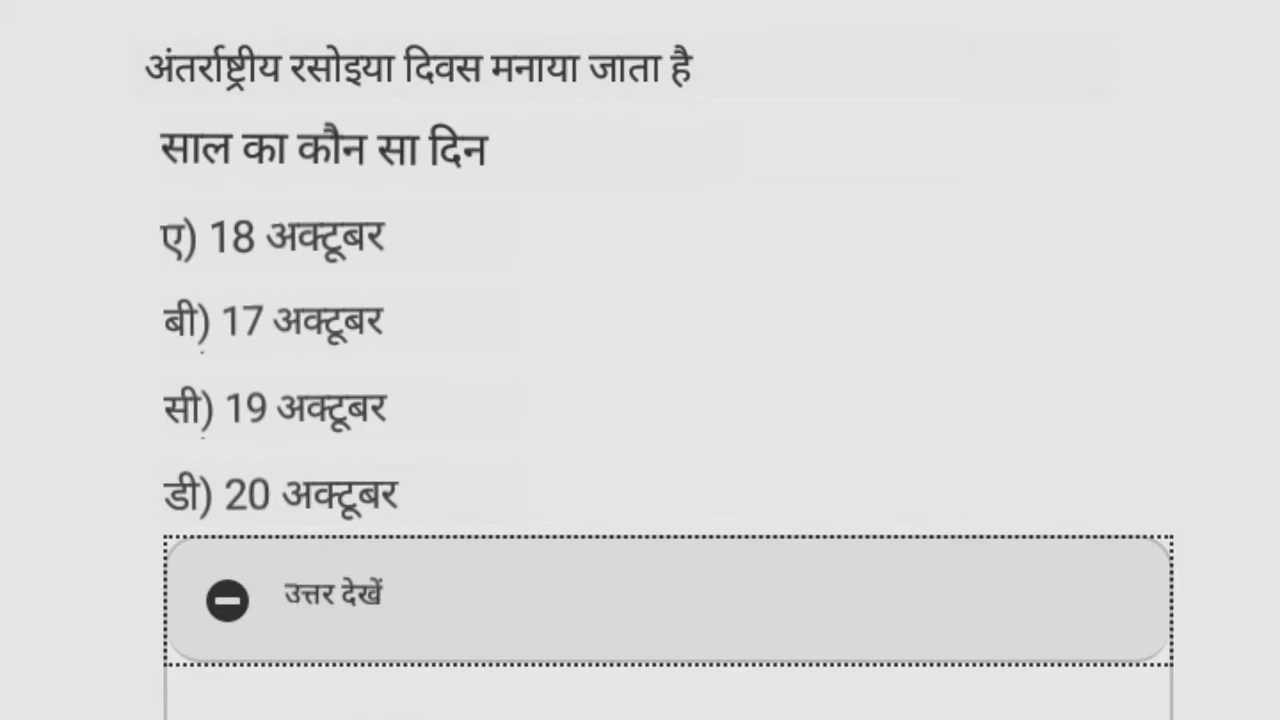 अंतर्राष्ट्रीय रसोइया दिवस मनाया जाता है
साल का कौन सा दिन
ए) 18 अक्टूबर
बी) 17 अक्टूबर
सी) 19 अक्टूबर
डी) 20 अक्टूबर
उत्तर देखें